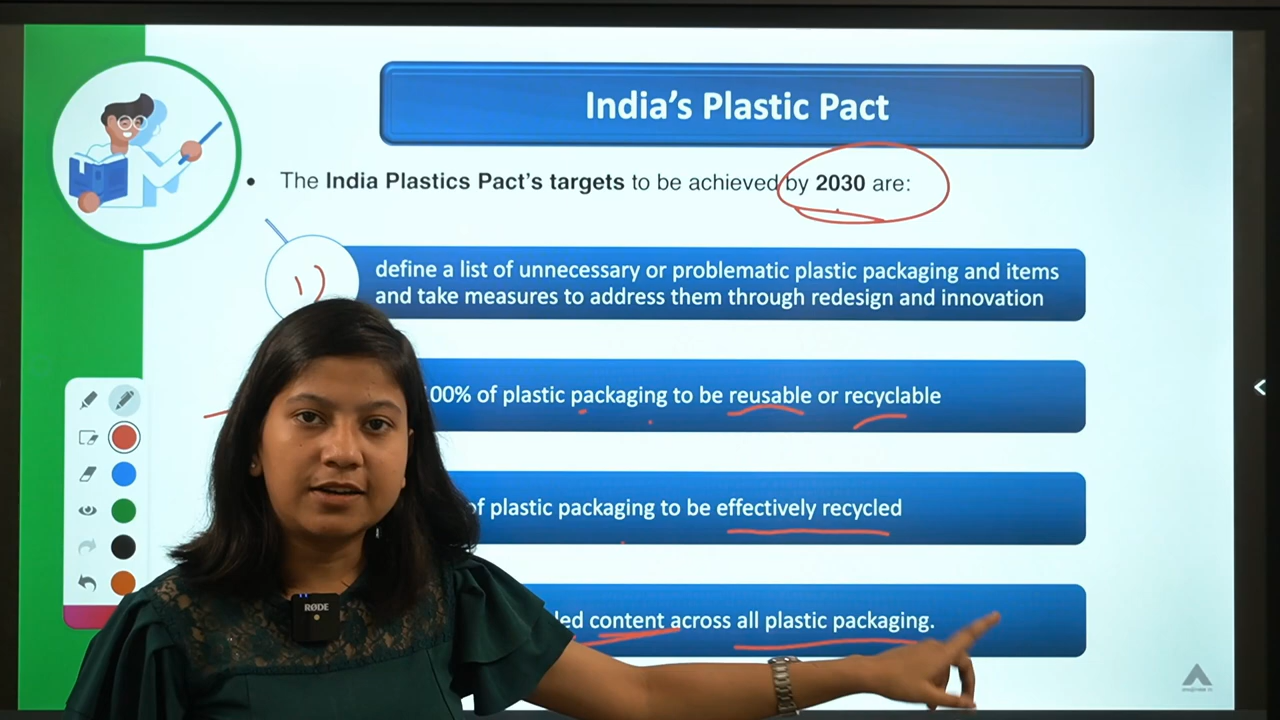 India's Plastic Pact
• The India Plastics Pact's targets to be achieved by 2030 are:
1)
define a list of unnecessary or problematic plastic packaging and items
and take measures to address them through redesign and innovation
00% of plastic packaging to be reusable or recyclable
of plastic packaging to be effectively recycled
led content across all plastic packaging.
RØDE